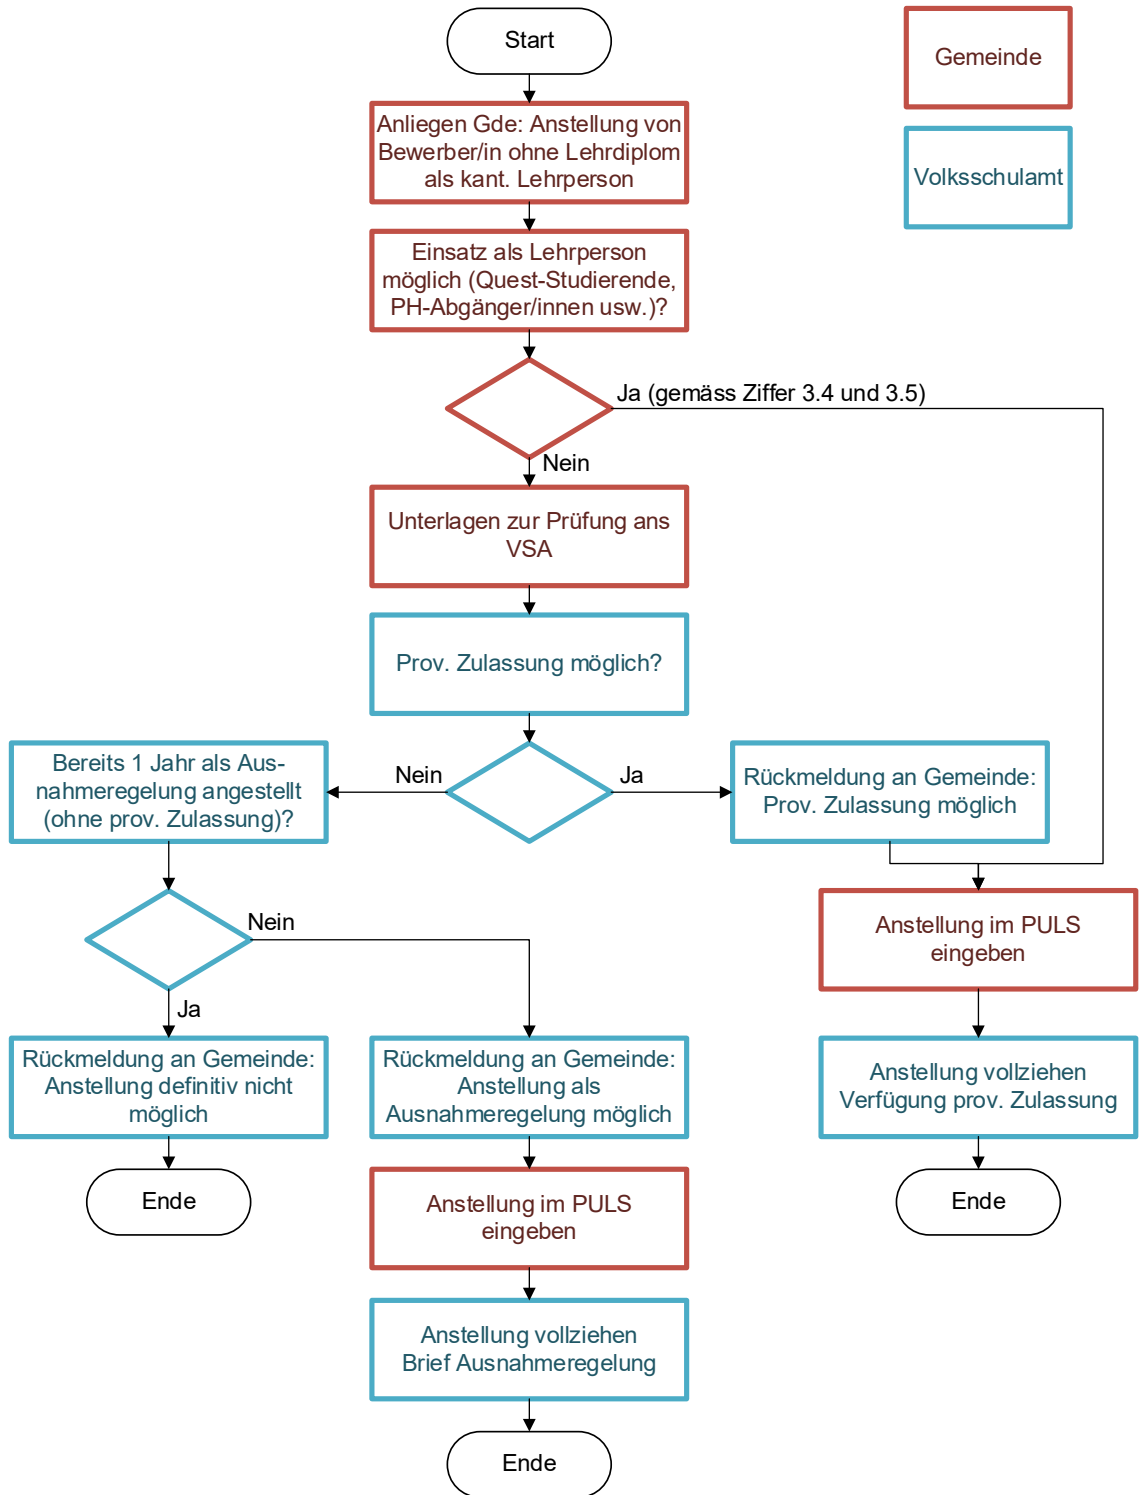 Start
Gemeinde
Anliegen Gde: Anstellung von
Bewerber/in ohne Lehrdiplom
als kant. Lehrperson
Volksschulamt
Einsatz als Lehrperson
möglich (Quest-Studierende,
PH-Abgänger/innen usw.)?
Ja (gemäss Ziffer 3.4 und 3.5)
Nein
Unterlagen zur Prüfung ans
VSA
Prov. Zulassung möglich?
Bereits 1 Jahr als Aus-
nahmeregelung angestellt
(ohne prov. Zulassung)?
Nein
Ja
Rückmeldung an Gemeinde:
Prov. Zulassung möglich
Nein
Ja
Anstellung im PULS
eingeben
Rückmeldung an Gemeinde:
Anstellung definitiv nicht
möglich
Rückmeldung an Gemeinde:
Anstellung als
Ausnahmeregelung möglich
Anstellung vollziehen
Verfügung prov. Zulassung
Ende
Anstellung im PULS
eingeben
Ende
Anstellung vollziehen
Brief Ausnahmeregelung
Ende